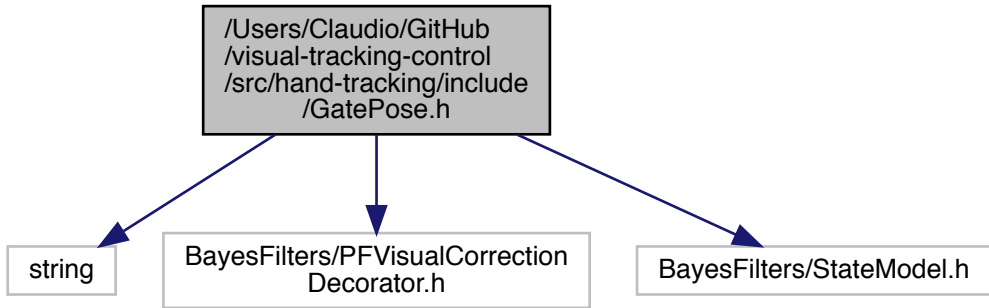 /Users/Claudio/GitHub
/visual-tracking-control
/src/hand-tracking/include
/GatePose.h
string
BayesFilters/PFVisualCorrection
Decorator.h
BayesFilters/StateModel.h